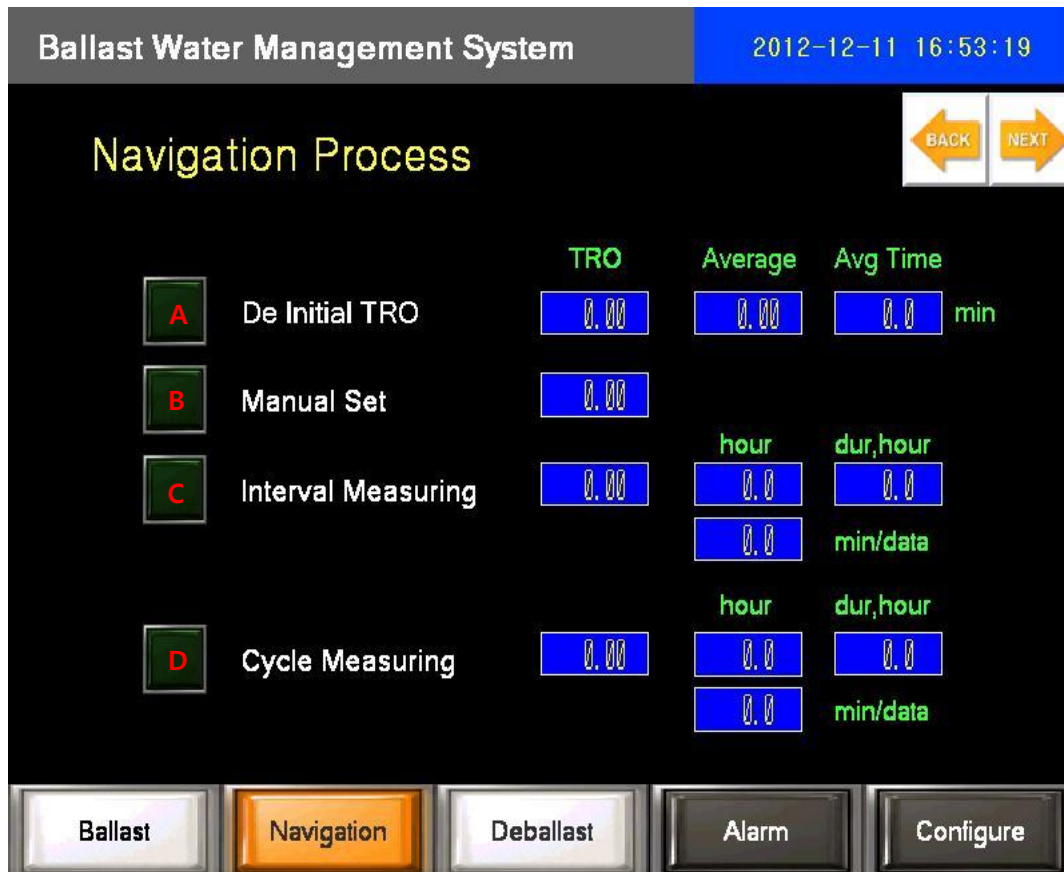 Ballast Water Management System 2012-12-11 16:53:19
Navigation Process BACK NEXT
TRO Average Avg Time
A De Initial TRO 0.00 0.00 0.0 min
B Manual Set 0.00
hour dur,hour
C Interval Measuring 0.00 0.0 0.0
0.0 min/data
hour dur,hour
D Cycle Measuring 0.00 0.0 0.0
0.0 min/data
Ballast Navigation Deballast Alarm Configure